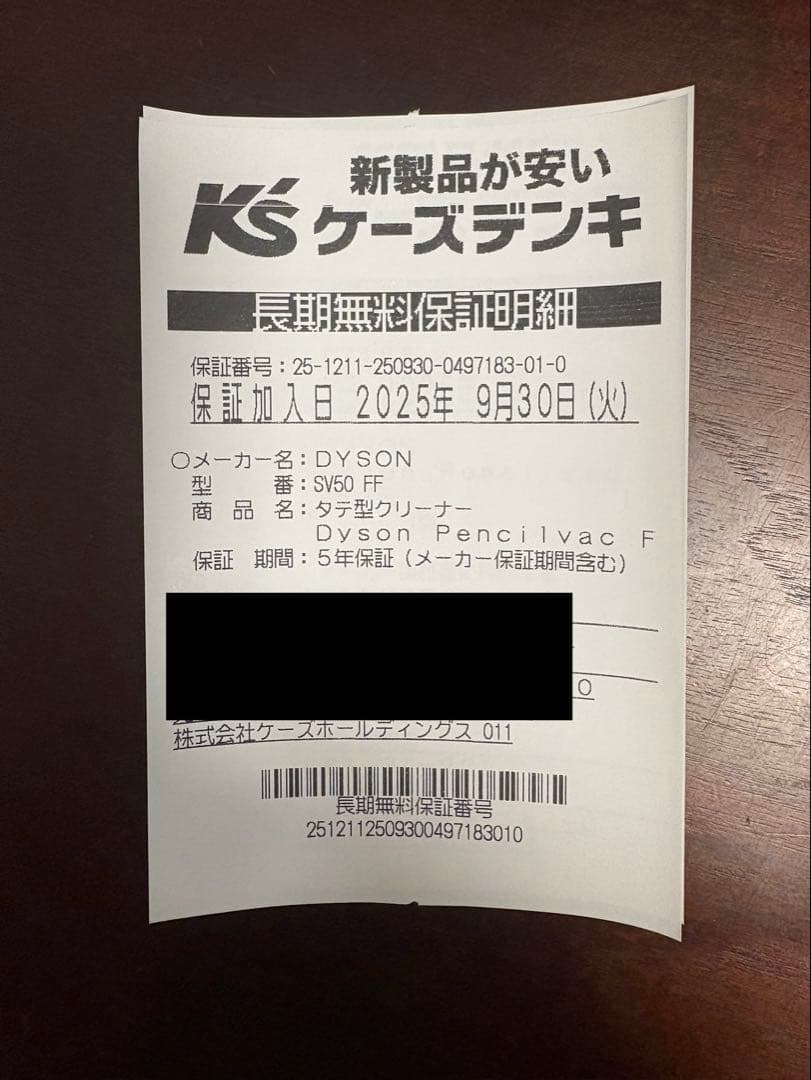 新製品が安い
K's ケーズデンキ
長期無料保証明細
保証番号：25-1211-250930-0497183-01-0
保証加入日 2025年 9月30日(火)
○メーカー名：DYSON
型　　　番：SV50 FF
商　品　名：タテ型クリーナー
Dyson Pencilvac F
保証　期間：5年保証（メーカー保証期間含む）
0
株式会社ケーズホールディングス 011
長期無料保証番号
2512112509300497183010